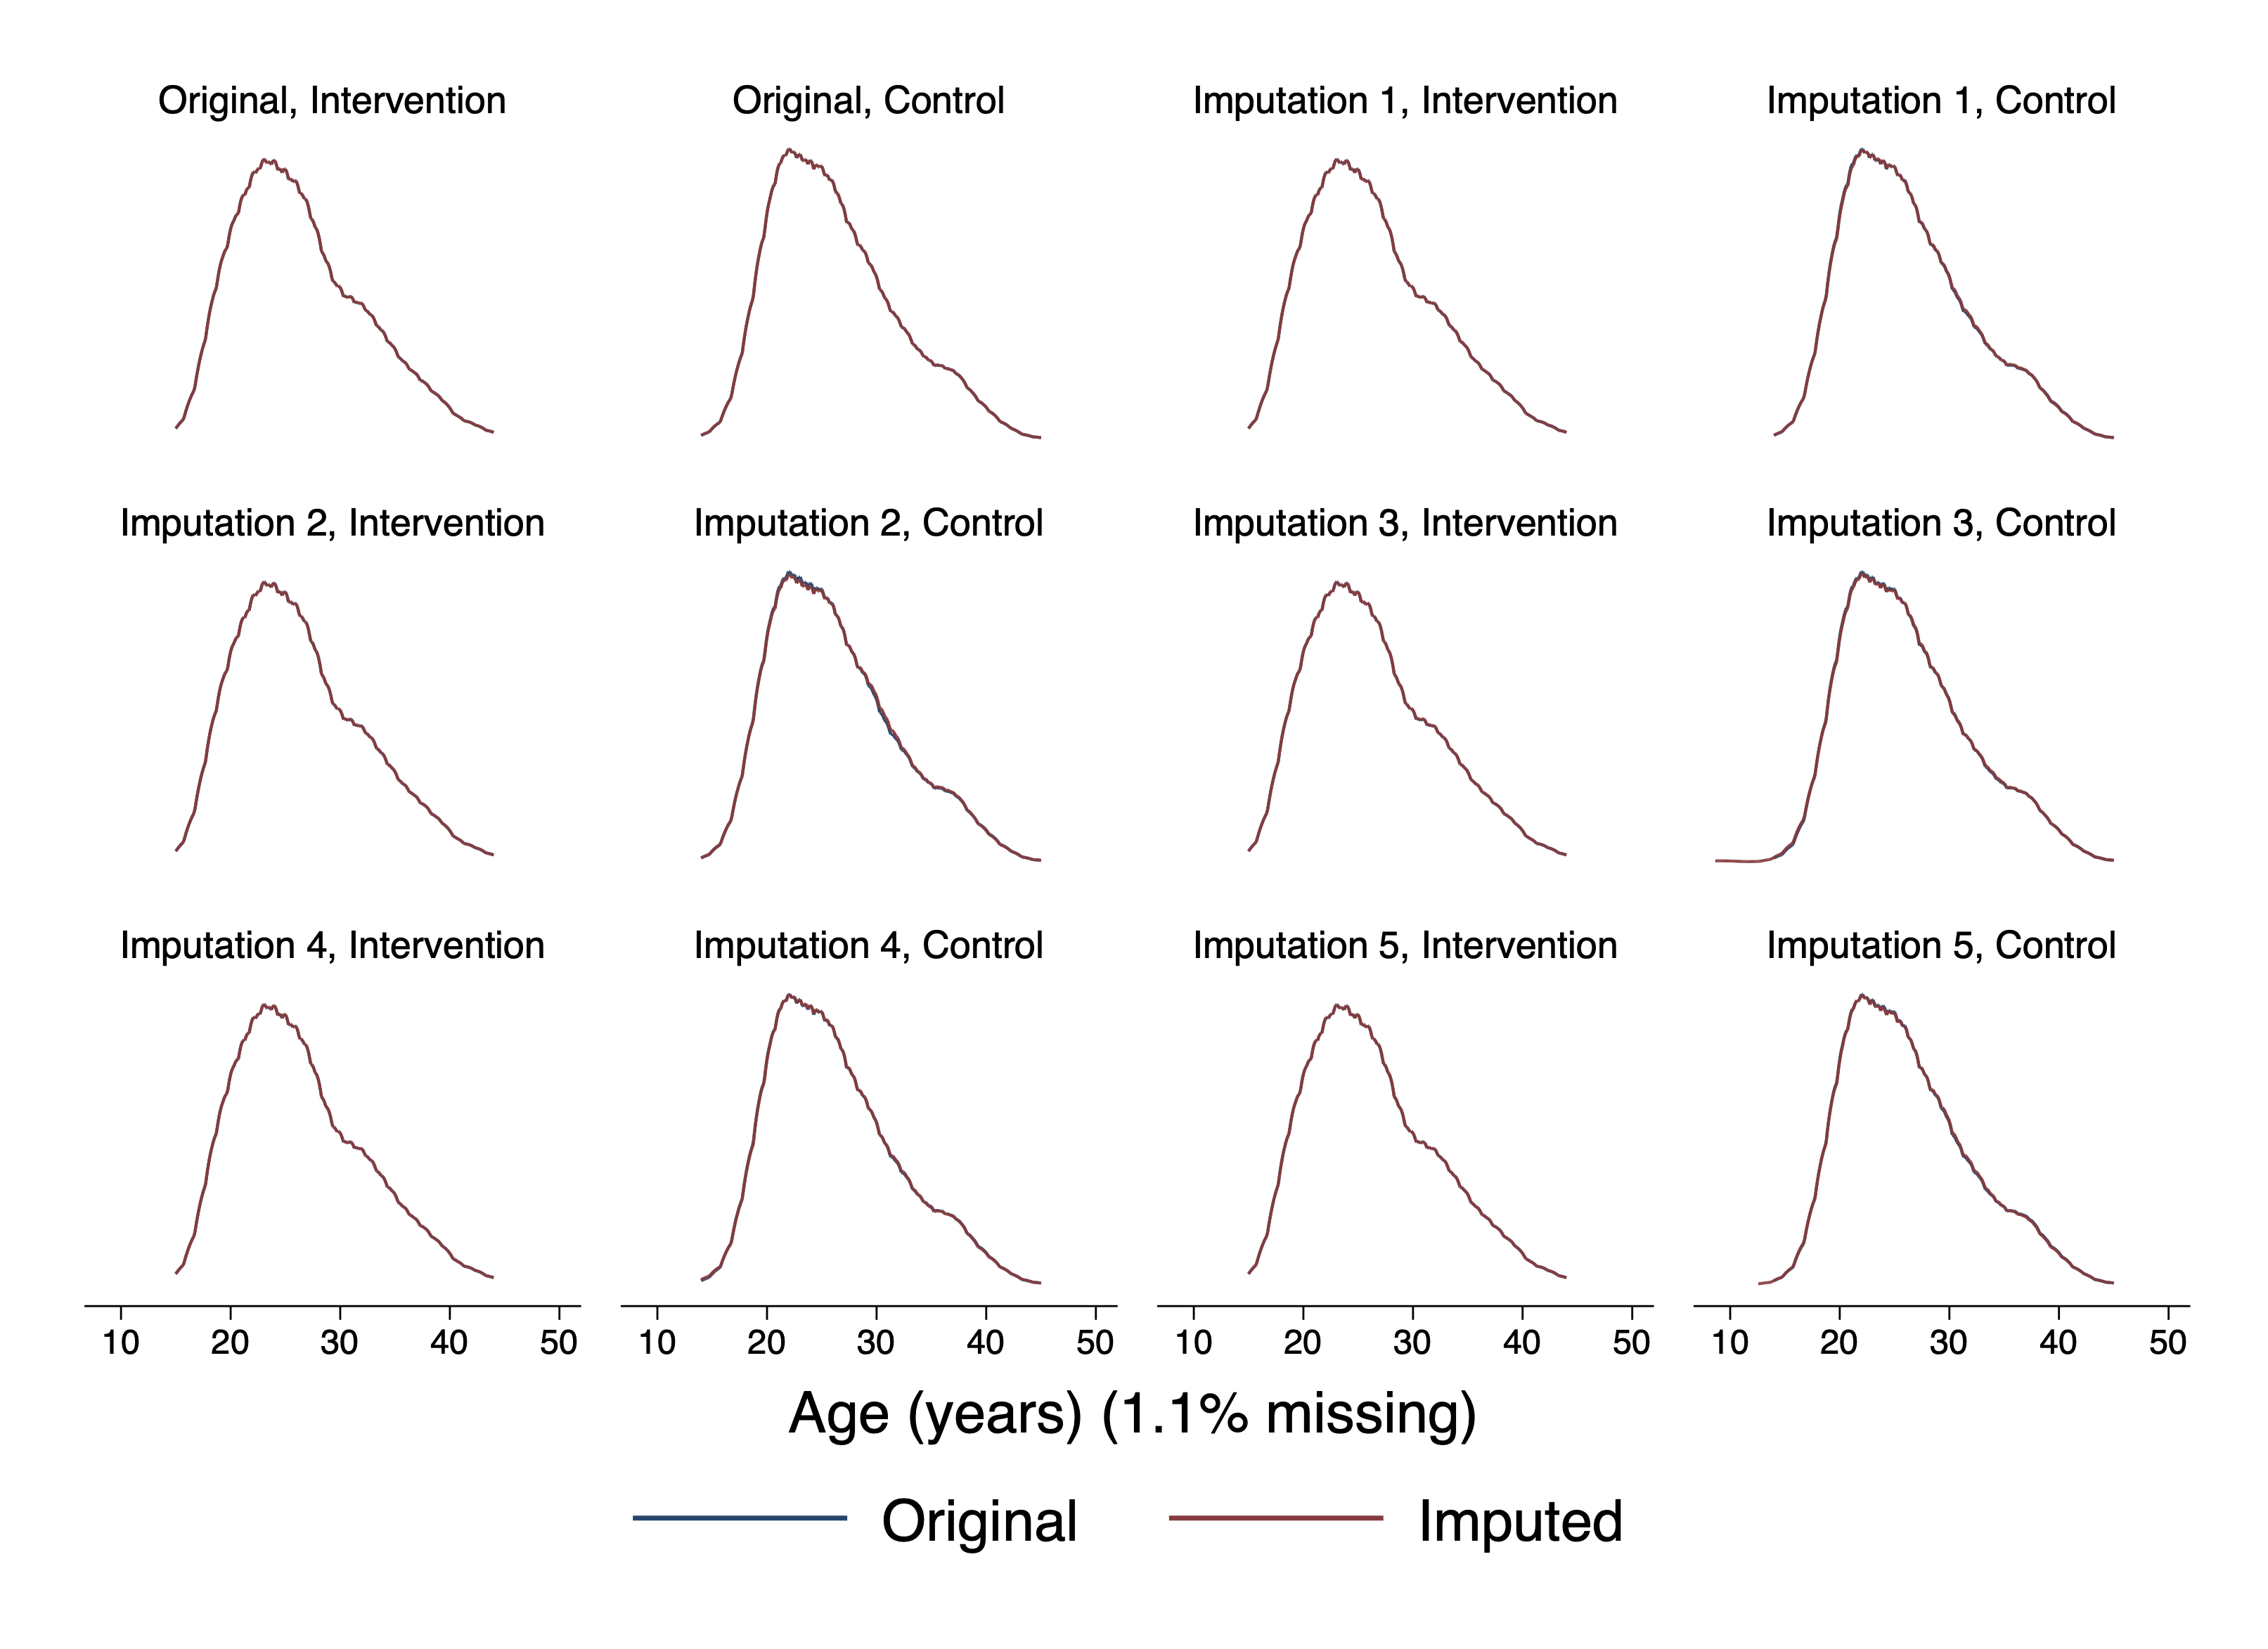 Original, Intervention Original, Control Imputation 1, Intervention Imputation 1, Control
Imputation 2, Intervention Imputation 2, Control Imputation 3, Intervention Imputation 3, Control
Imputation 4, Intervention Imputation 4, Control Imputation 5, Intervention Imputation 5, Control
10 20 30 40 50 10 20 30 40 50 10 20 30 40 50 10 20 30 40 50
Age (years) (1.1% missing)
Original Imputed